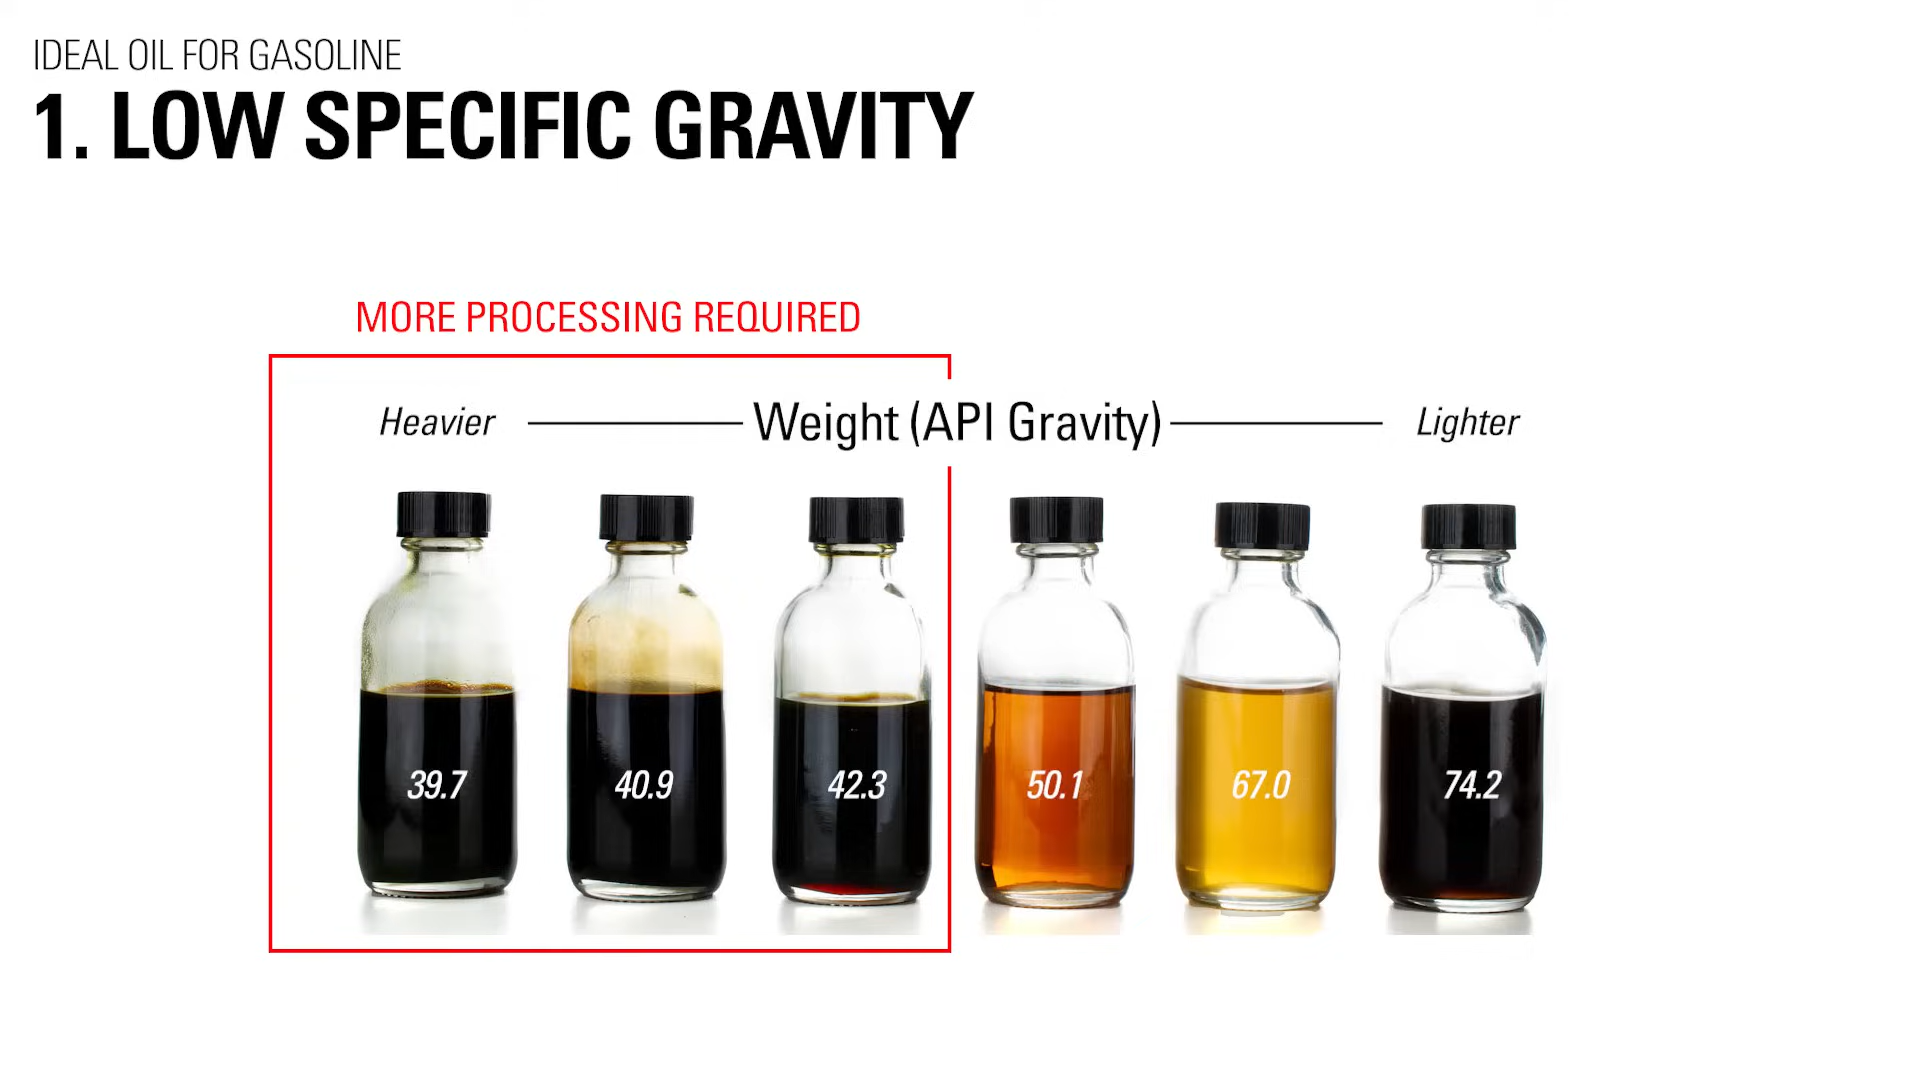 IDEAL OIL FOR GASOLINE
1. LOW SPECIFIC GRAVITY
MORE PROCESSING REQUIRED
Heavier Weight (API Gravity) Lighter
39.7 40.9 42.3 50.1 67.0 74.2